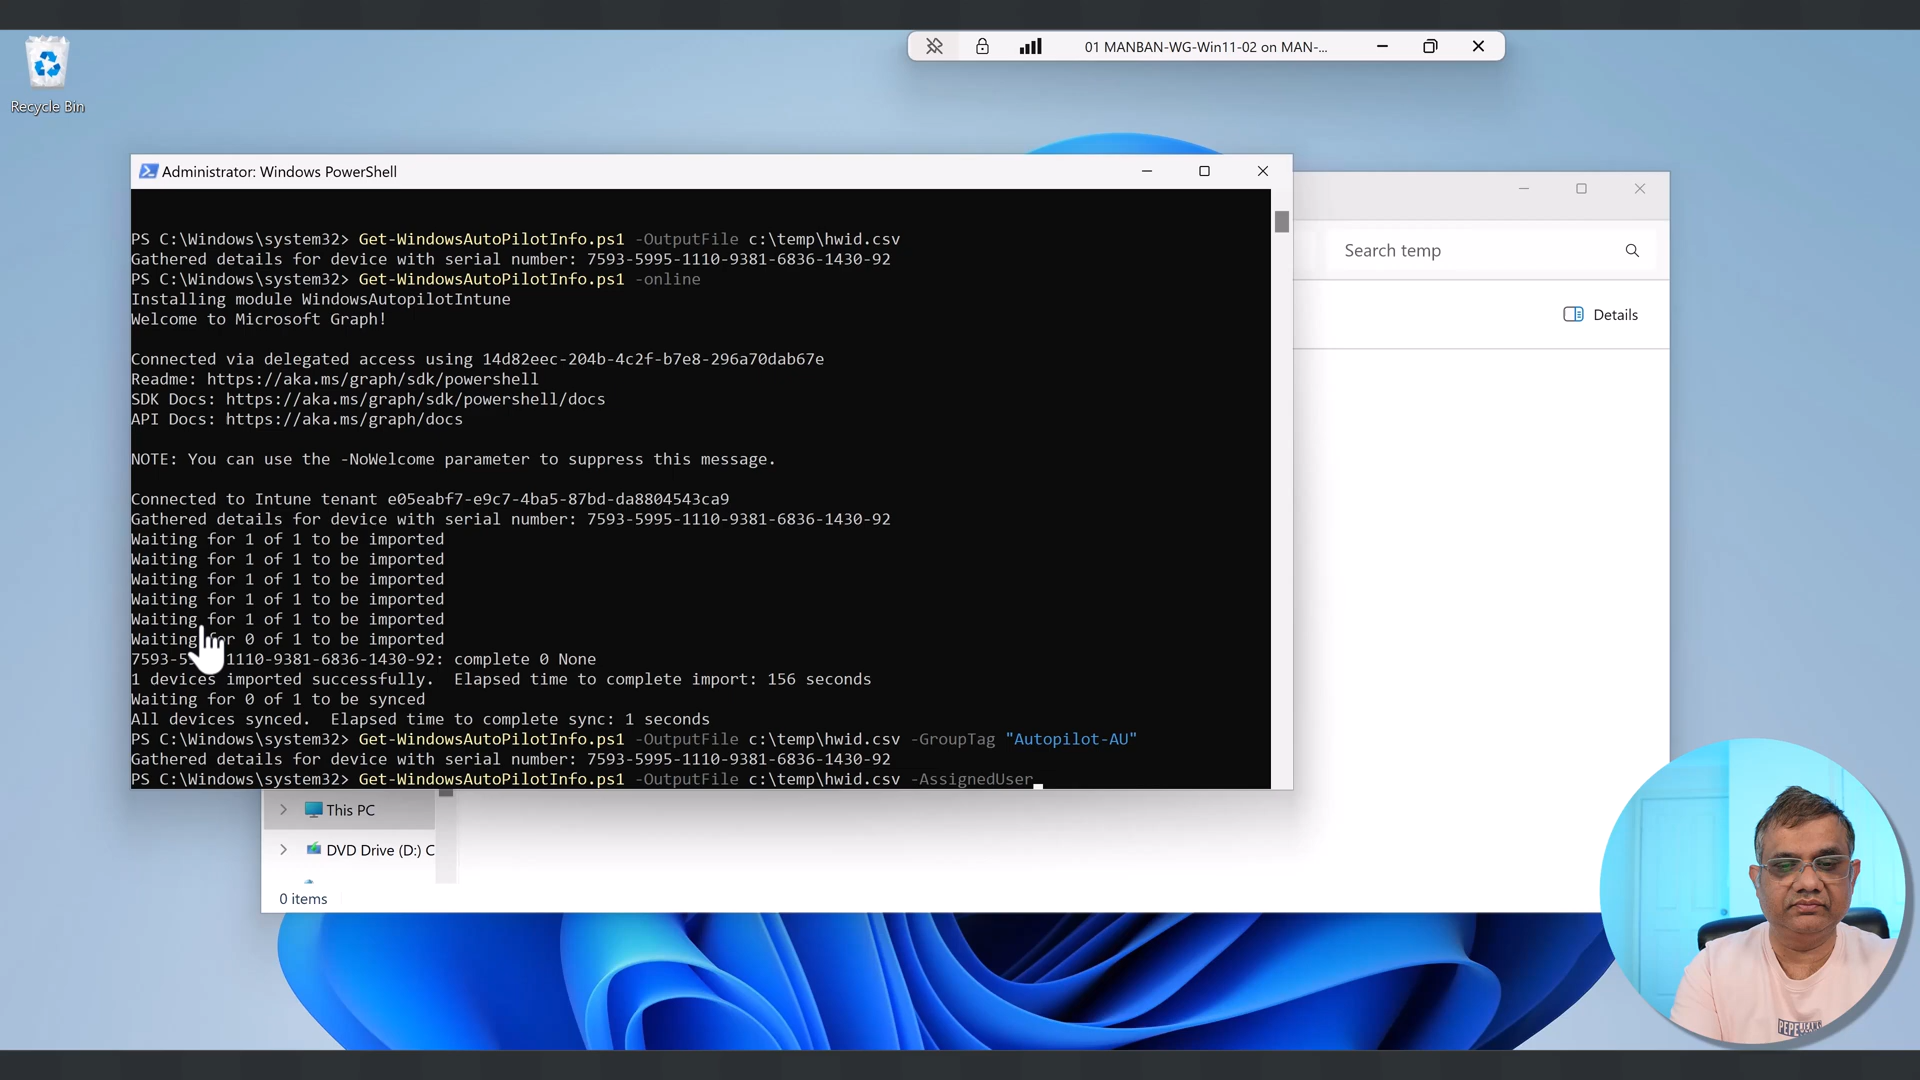 Recycle Bin
01 MANBAN-WG-Win11-02 on MAN-...
Administrator: Windows PowerShell
PS C:\Windows\system32> Get-WindowsAutoPilotInfo.ps1 -OutputFile c:\temp\hwid.csv
Gathered details for device with serial number: 7593-5995-1110-9381-6836-1430-92
PS C:\Windows\system32> Get-WindowsAutoPilotInfo.ps1 -online
Installing module WindowsAutopilotIntune
Welcome to Microsoft Graph!
Connected via delegated access using 14d82eec-204b-4c2f-b7e8-296a70dab67e
Readme: https://aka.ms/graph/sdk/powershell
SDK Docs: https://aka.ms/graph/sdk/powershell/docs
API Docs: https://aka.ms/graph/docs
NOTE: You can use the -NoWelcome parameter to suppress this message.
Connected to Intune tenant e05eabf7-e9c7-4ba5-87bd-da8804543ca9
Gathered details for device with serial number: 7593-5995-1110-9381-6836-1430-92
Waiting for 1 of 1 to be imported
Waiting for 1 of 1 to be imported
Waiting for 1 of 1 to be imported
Waiting for 1 of 1 to be imported
Waiting for 1 of 1 to be imported
Waiting for 0 of 1 to be imported
7593-5995-1110-9381-6836-1430-92: complete 0 None
1 devices imported successfully.  Elapsed time to complete import: 156 seconds
Waiting for 0 of 1 to be synced
All devices synced.  Elapsed time to complete sync: 1 seconds
PS C:\Windows\system32> Get-WindowsAutoPilotInfo.ps1 -OutputFile c:\temp\hwid.csv -GroupTag "Autopilot-AU"
Gathered details for device with serial number: 7593-5995-1110-9381-6836-1430-92
PS C:\Windows\system32> Get-WindowsAutoPilotInfo.ps1 -OutputFile c:\temp\hwid.csv -AssignedUser
Search temp
Details
This PC
DVD Drive (D:) C
0 items
PEPE JEANS